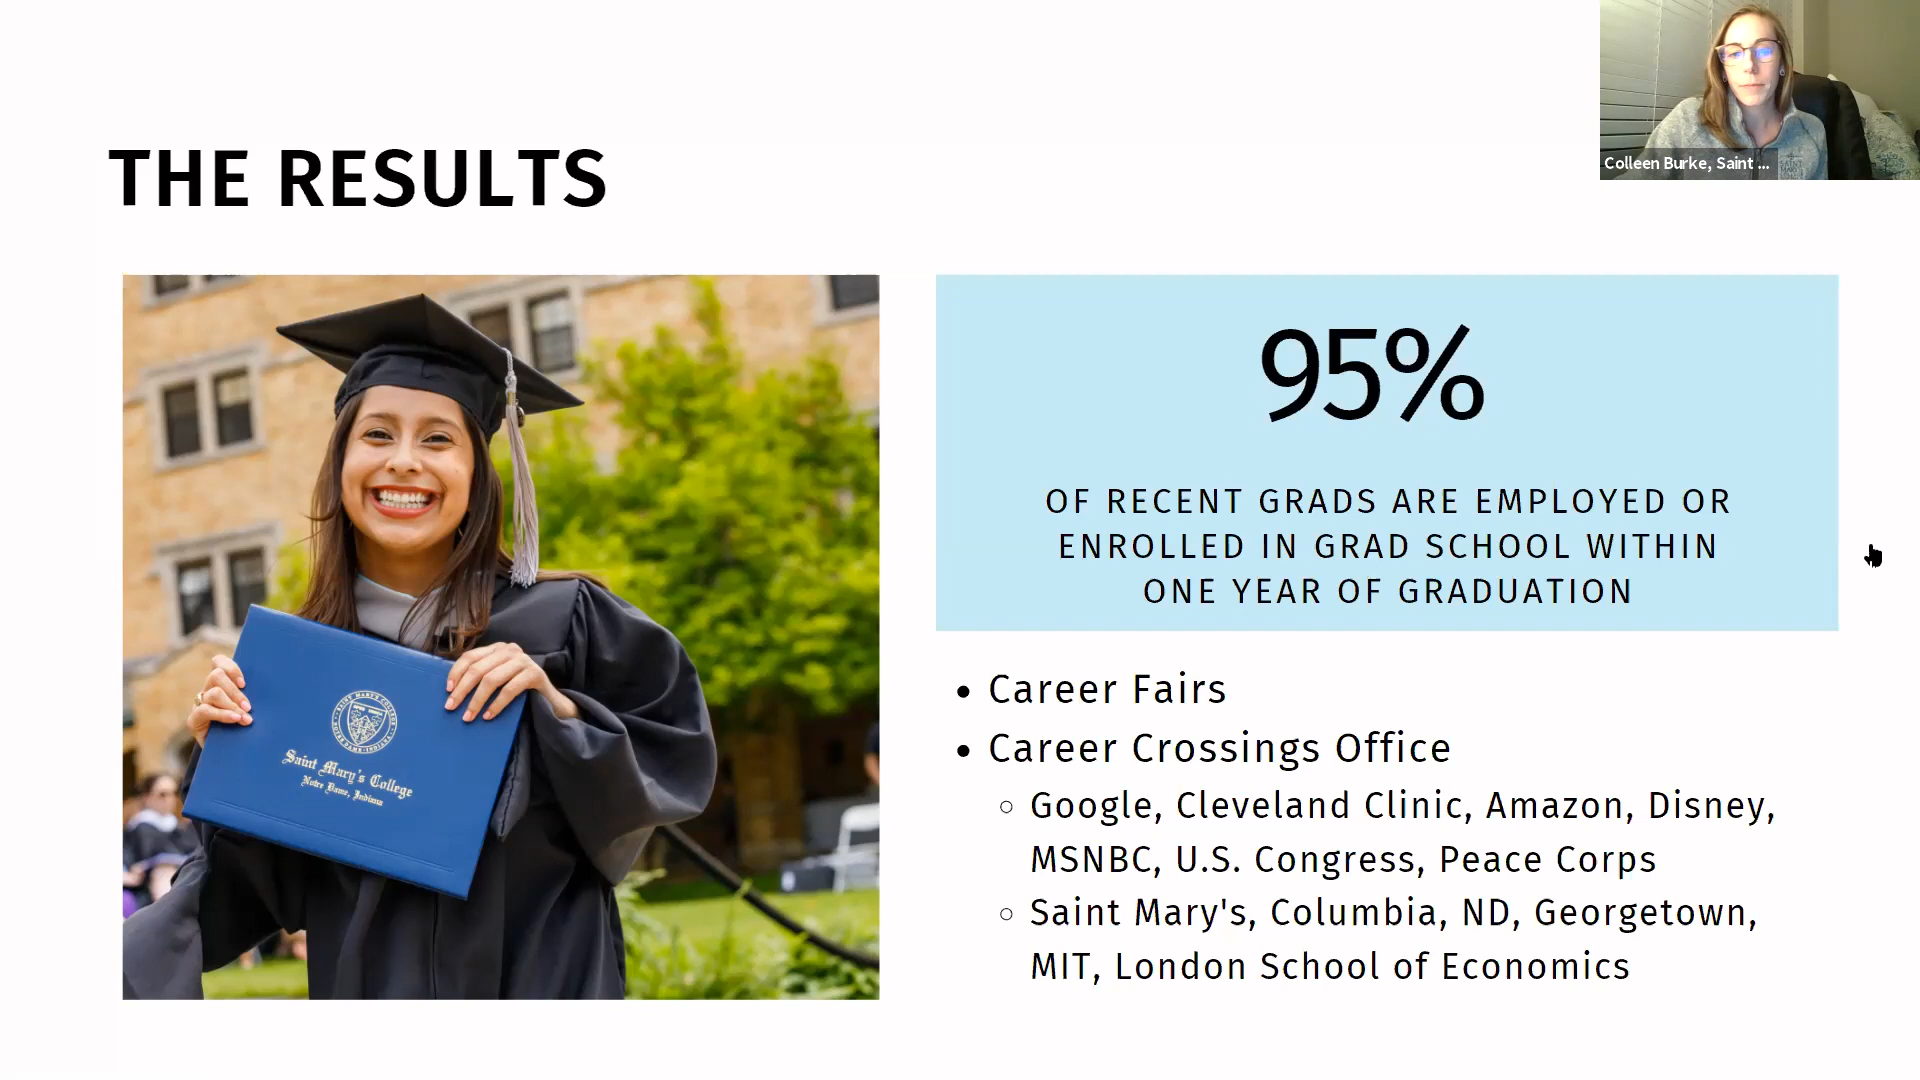 Colleen Burke, Saint ...
THE RESULTS
95%
OF RECENT GRADS ARE EMPLOYED OR
ENROLLED IN GRAD SCHOOL WITHIN
ONE YEAR OF GRADUATION
Saint Mary's College
Notre Dame, Indiana
• Career Fairs
• Career Crossings Office
○ Google, Cleveland Clinic, Amazon, Disney,
MSNBC, U.S. Congress, Peace Corps
○ Saint Mary's, Columbia, ND, Georgetown,
MIT, London School of Economics